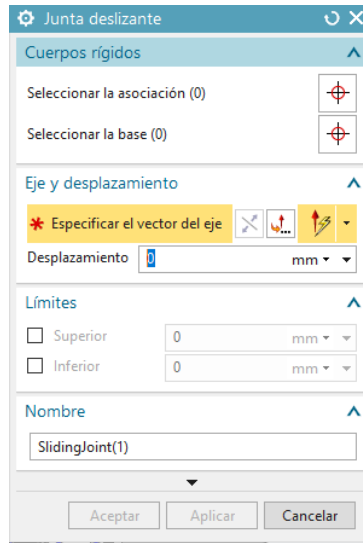 Junta deslizante
Cuerpos rígidos
Seleccionar la asociación (0)
Seleccionar la base (0)
Eje y desplazamiento
* Especificar el vector del eje
Desplazamiento 0 mm
Límites
Superior 0 mm
Inferior 0 mm
Nombre
SlidingJoint(1)
Aceptar Aplicar Cancelar